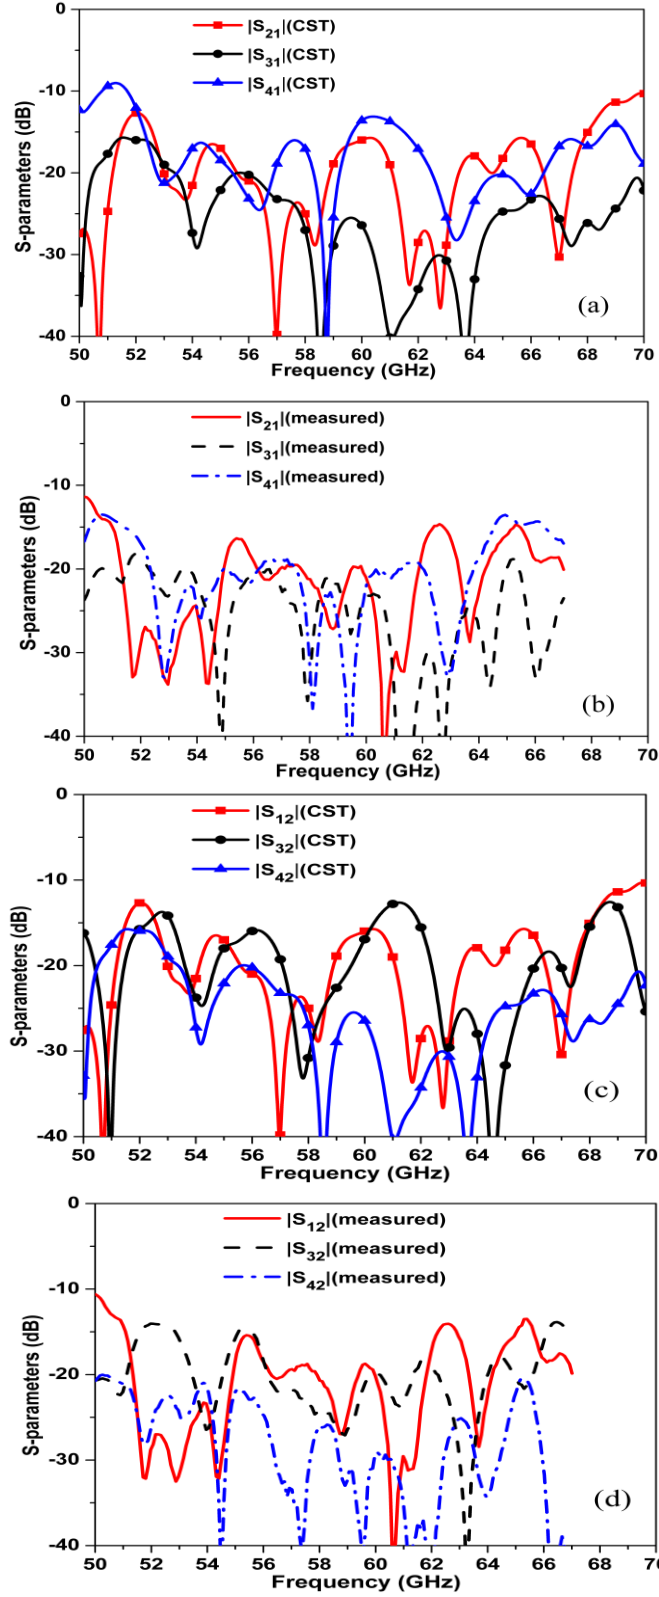 0
-10
-20
-30
-40
S-parameters (dB)
|S21|(CST)
|S31|(CST)
|S41|(CST)
(a)
50 52 54 56 58 60 62 64 66 68 70
Frequency (GHz)
0
-10
-20
-30
-40
S-parameters (dB)
|S21|(measured)
|S31|(measured)
|S41|(measured)
(b)
50 52 54 56 58 60 62 64 66 68 70
Frequency (GHz)
0
-10
-20
-30
-40
S-parameters (dB)
|S12|(CST)
|S32|(CST)
|S42|(CST)
(c)
50 52 54 56 58 60 62 64 66 68 70
Frequency (GHz)
0
-10
-20
-30
-40
S-parameters (dB)
|S12|(measured)
|S32|(measured)
|S42|(measured)
(d)
50 52 54 56 58 60 62 64 66 68 70
Frequency (GHz)